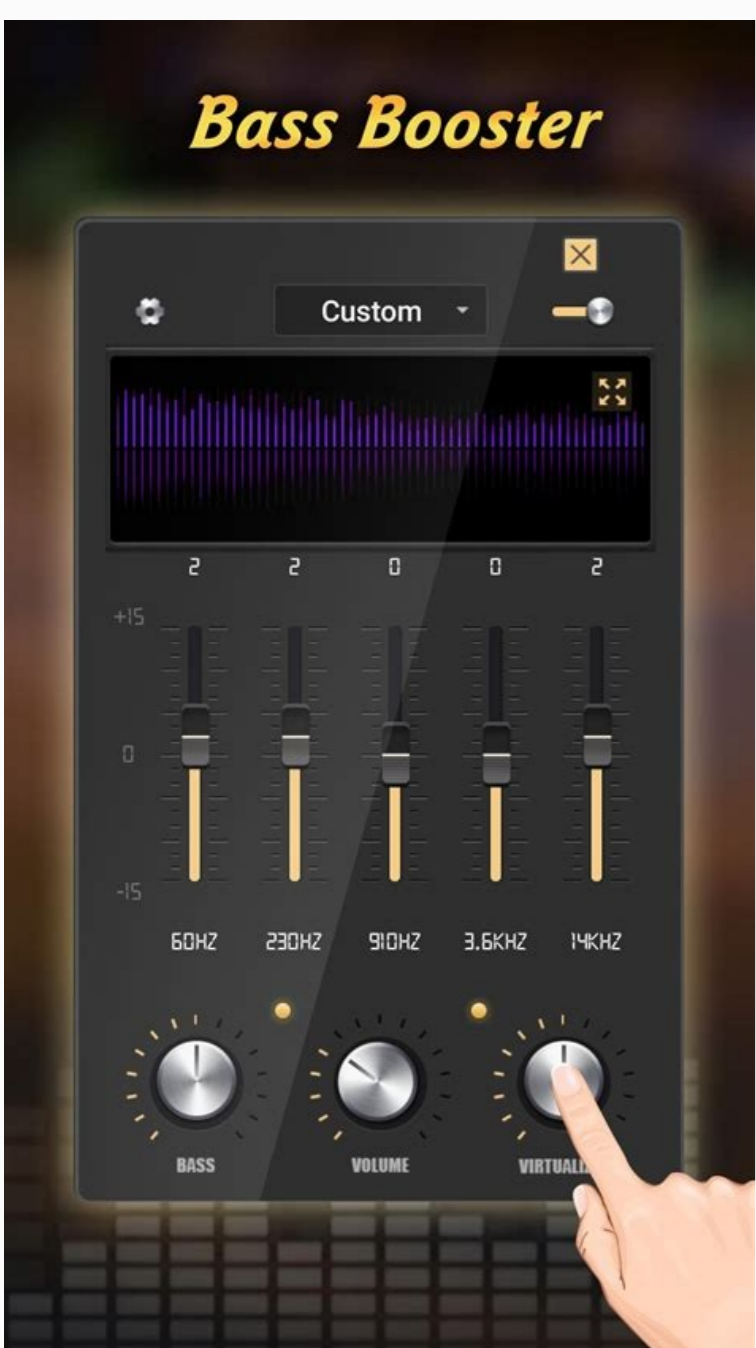 Bass Booster
Custom
2 2 0 0 2
+15
0
-15
60HZ 230HZ 910HZ 3.6KHZ 14KHZ
BASS VOLUME